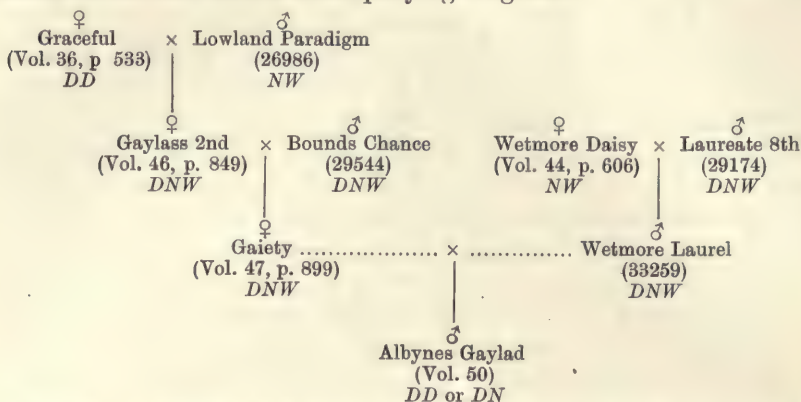 ♀ ♂
Graceful × Lowland Paradigm
(Vol. 36, p 533) (26986)
DD NW
♀ ♂ ♀ ♂
Gaylass 2nd × Bounds Chance Wetmore Daisy × Laureate 8th
(Vol. 46, p. 849) (29544) (Vol. 44, p. 606) (29174)
DNW DNW NW DNW
♀ ♂
Gaiety .................... × ............... Wetmore Laurel
(Vol. 47, p. 899) (33259)
DNW DNW
♂
Albynes Gaylad
(Vol. 50)
DD or DN